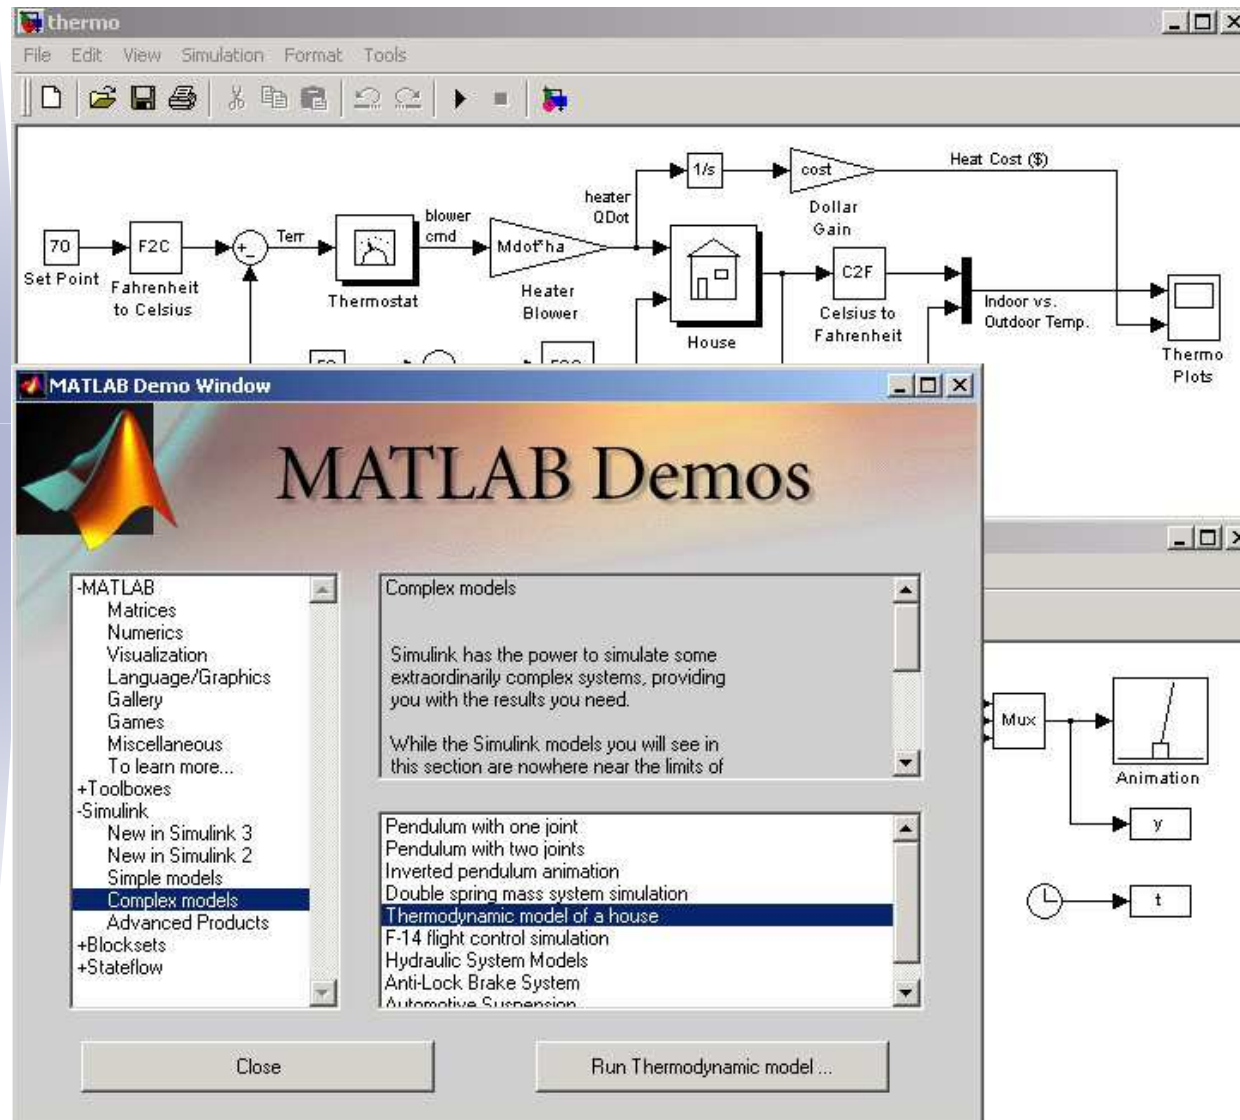 thermo
File Edit View Simulation Format Tools
Heat Cost ($)
1/s
cost
heater
QDot
Dollar
Gain
blower
cmd
Terr
70
F2C
Mdot*ha
C2F
Set Point
Fahrenheit
to Celsius
Thermostat
Heater
Blower
House
Celsius to
Fahrenheit
Indoor vs.
Outdoor Temp.
Thermo
Plots
MATLAB Demo Window
MATLAB Demos
-MATLAB
Matrices
Numerics
Visualization
Language/Graphics
Gallery
Games
Miscellaneous
To learn more...
+Toolboxes
-Simulink
New in Simulink 3
New in Simulink 2
Simple models
Complex models
Advanced Products
+Blocksets
+Stateflow
Complex models
Simulink has the power to simulate some
extraordinarily complex systems, providing
you with the results you need.
While the Simulink models you will see in
this section are nowhere near the limits of
Pendulum with one joint
Pendulum with two joints
Inverted pendulum animation
Double spring mass system simulation
Thermodynamic model of a house
F-14 flight control simulation
Hydraulic System Models
Anti-Lock Brake System
Automotive Suspension
Close
Run Thermodynamic model ...
Mux
Animation
y
t